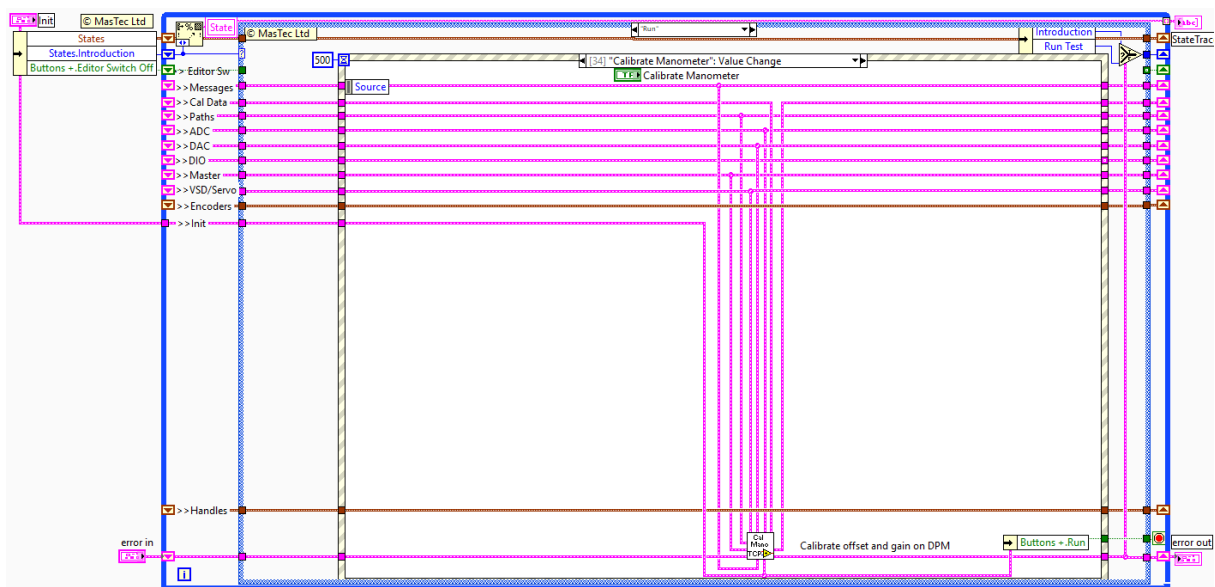 Init
© MasTec Ltd
States
States.Introduction
Buttons +.Editor Switch Off
State
© MasTec Ltd
"Run"
Introduction
Run Test
Abc
StateTrac
500
[34] "Calibrate Manometer": Value Change
TF
Calibrate Manometer
Source
>> Editor Sw
>>Messages
>>Cal Data
>>Paths
>>ADC
>>DAC
>>DIO
>>Master
>>VSD/Servo
>>Encoders
>>Init
>>Handles
error in
Cal
Mano
TCP
Calibrate offset and gain on DPM
Buttons +.Run
error out
i